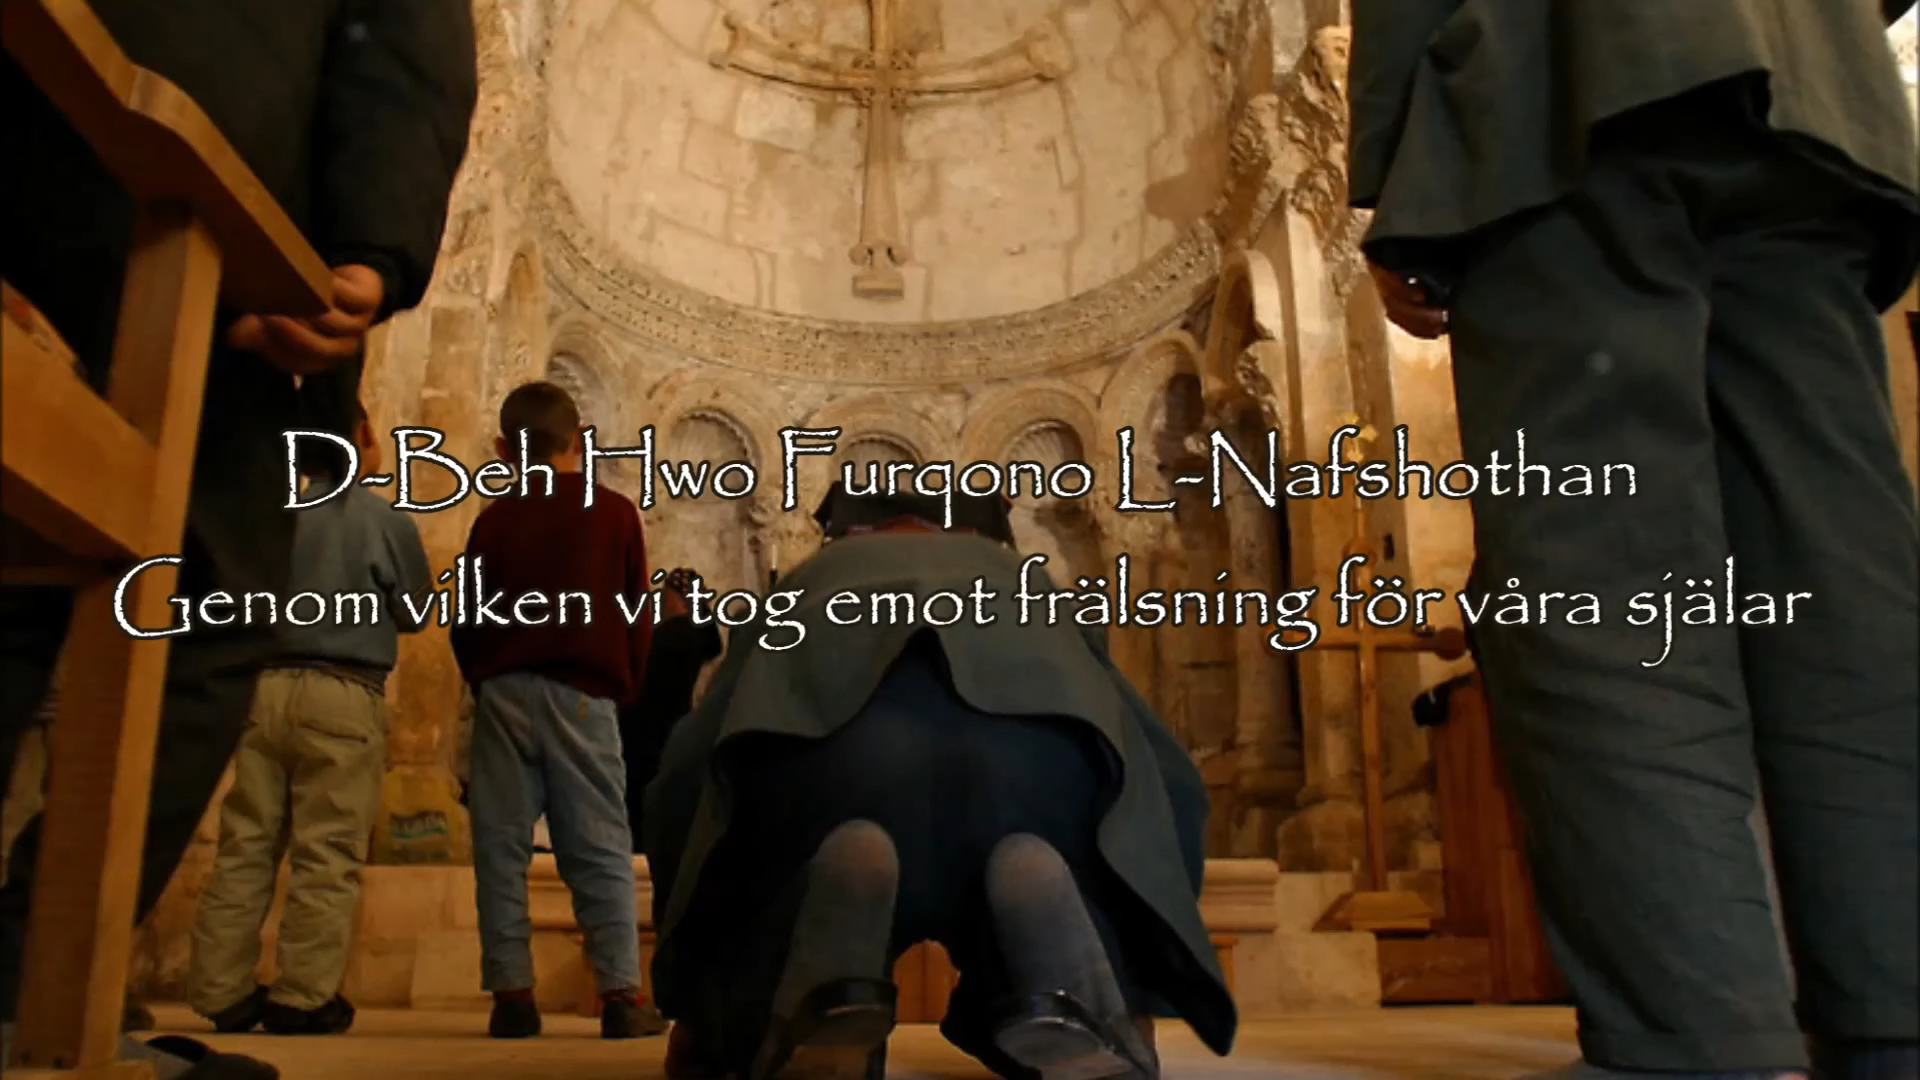 D-Beh Hwo Furqono L-Nafshothan
Genom vilken vi tog emot frälsning för våra själar